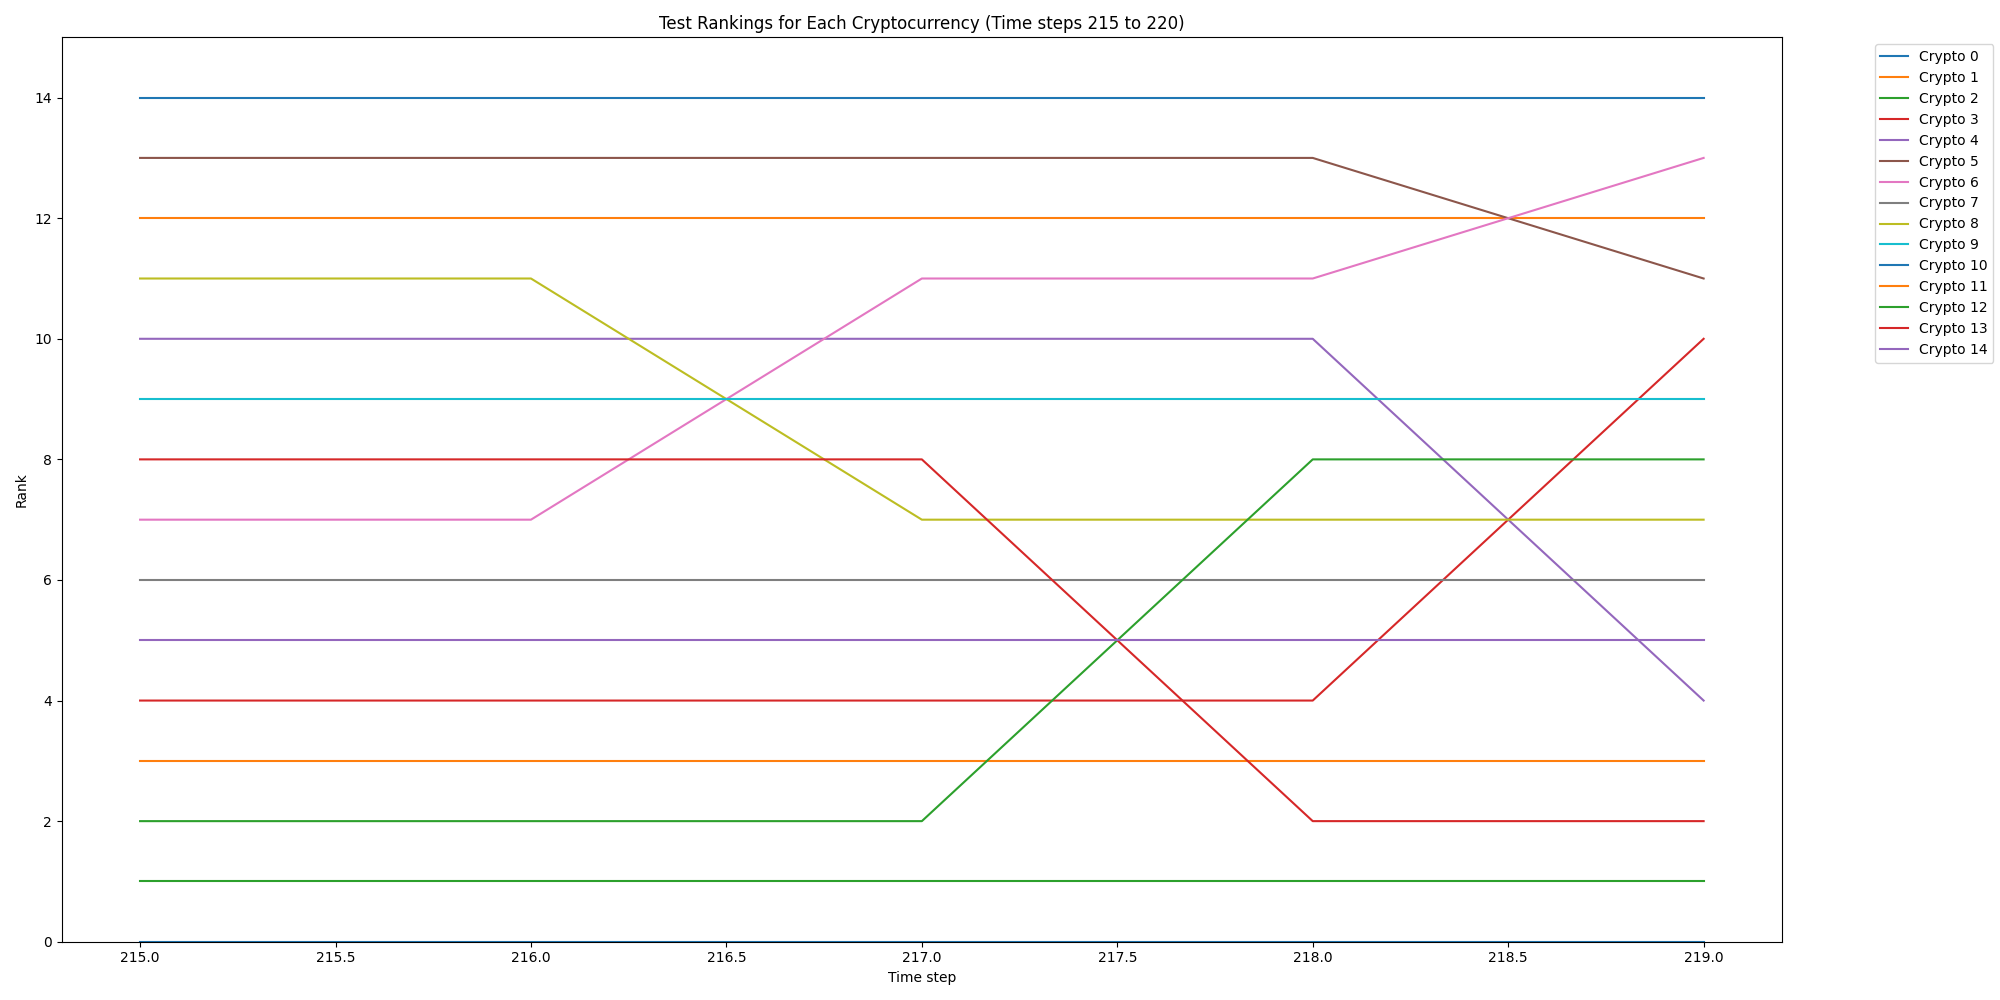 Test Rankings for Each Cryptocurrency (Time steps 215 to 220)
Crypto 0
Crypto 1
Crypto 2
Crypto 3
Crypto 4
Crypto 5
Crypto 6
Crypto 7
Crypto 8
Crypto 9
Crypto 10
Crypto 11
Crypto 12
Crypto 13
Crypto 14
14
12
10
8
6
4
2
0
Rank
215.0 215.5 216.0 216.5 217.0 217.5 218.0 218.5 219.0
Time step